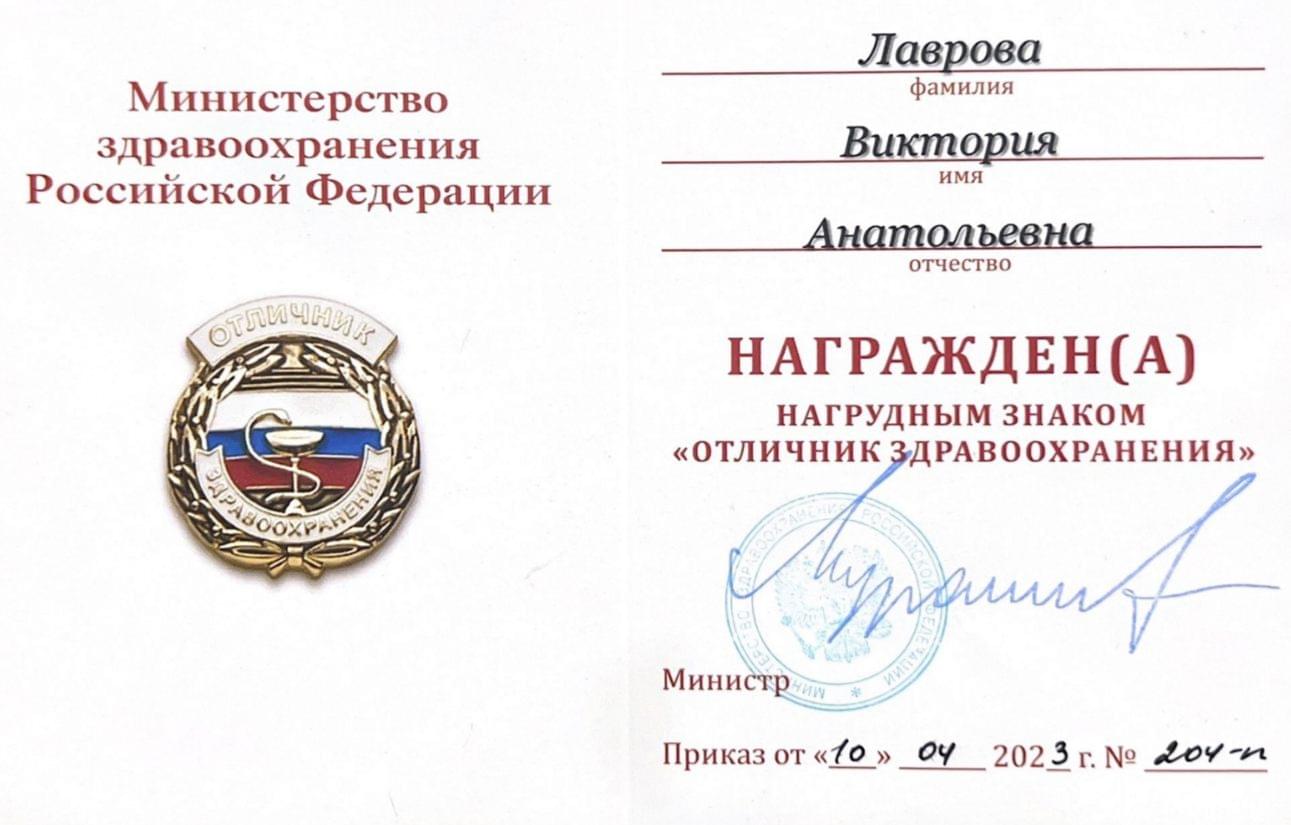 Министерство
здравоохранения
Российской Федерации
ОТЛИЧНИК
ЗДРАВООХРАНЕНИЯ
Лаврова
фамилия
Виктория
имя
Анатольевна
отчество
НАГРАЖДЕН(А)
НАГРУДНЫМ ЗНАКОМ
«ОТЛИЧНИК ЗДРАВООХРАНЕНИЯ»
МИНИСТЕРСТВО ЗДРАВООХРАНЕНИЯ РОССИЙСКОЙ ФЕДЕРАЦИИ *
Министр
Приказ от «10» 04 2023 г. № 204-п